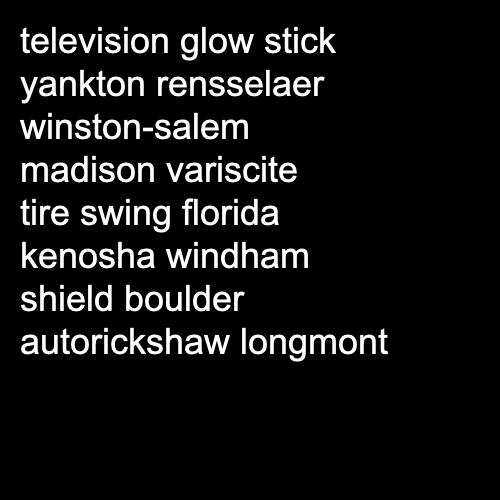 television glow stick
yankton rensselaer
winston-salem
madison variscite
tire swing florida
kenosha windham
shield boulder
autorickshaw longmont